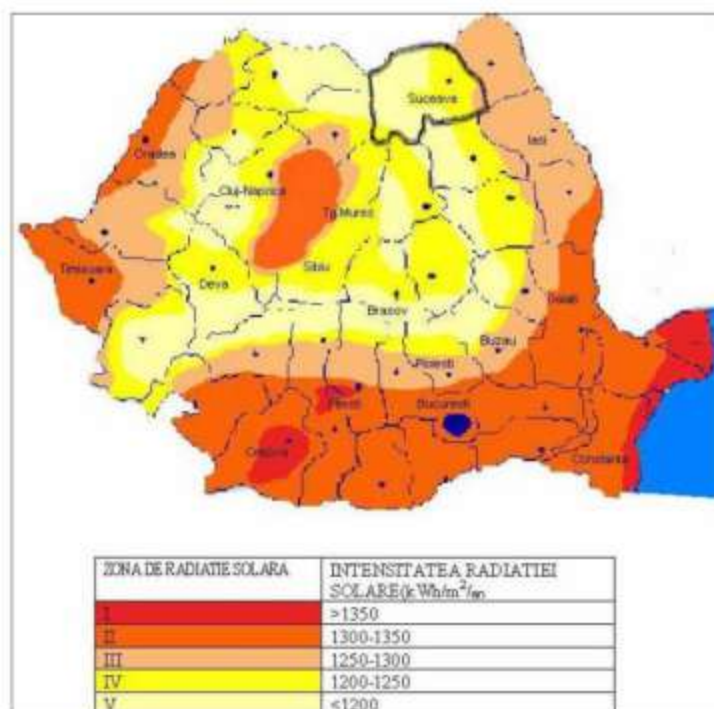 Suceava
Iasi
Oradea
Cluj-Napoca
Tg.Mures
Timisoara
Sibiu
Deva
Galati
Brasov
Buzau
Ploiesti
Pitesti
Bucuresti
Craiova
Constanta
ZONA DE RADIATIE SOLARA
INTENSITATEA RADIATIEI
SOLARE(kWh/m²/an
I
>1350
II
1300-1350
III
1250-1300
IV
1200-1250
V
<1200